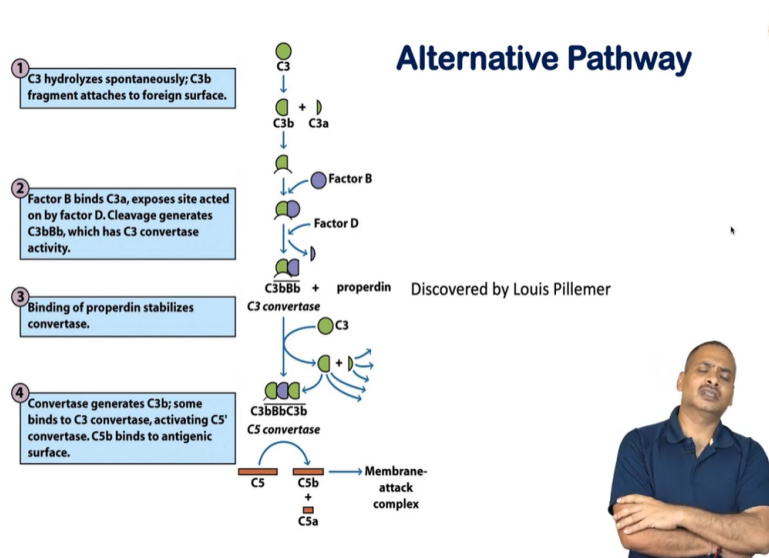 Alternative Pathway
1
C3 hydrolyzes spontaneously; C3b
fragment attaches to foreign surface.
C3
C3b + C3a
2
Factor B binds C3a, exposes site acted
on by factor D. Cleavage generates
C3bBb, which has C3 convertase
activity.
Factor B
Factor D
C3bBb + properdin
Discovered by Louis Pillemer
C3 convertase
3
Binding of properdin stabilizes
convertase.
C3
+
4
Convertase generates C3b; some
binds to C3 convertase, activating C5'
convertase. C5b binds to antigenic
surface.
C3bBbC3b
C5 convertase
C5 C5b
+
C5a
Membrane-
attack
complex